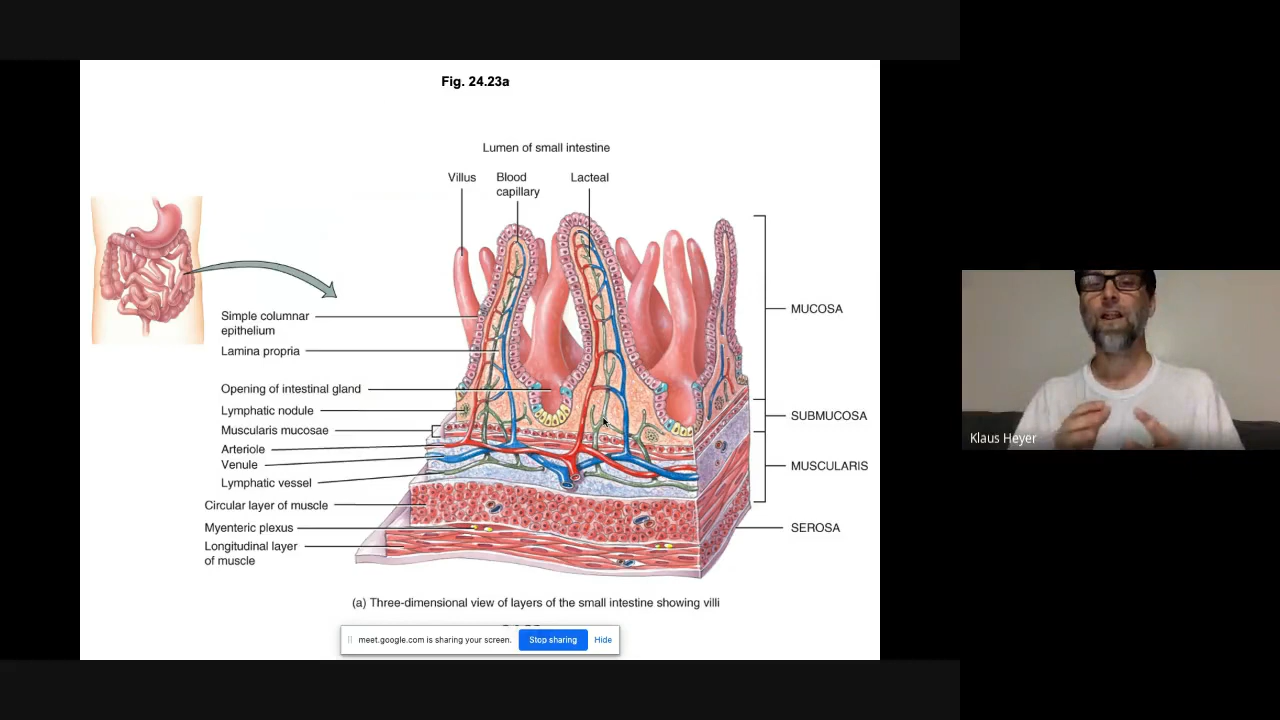 Fig. 24.23a
Lumen of small intestine
Villus
Blood
capillary
Lacteal
Simple columnar
epithelium
Lamina propria
Opening of intestinal gland
Lymphatic nodule
Muscularis mucosae
Arteriole
Venule
Lymphatic vessel
Circular layer of muscle
Myenteric plexus
Longitudinal layer
of muscle
MUCOSA
SUBMUCOSA
MUSCULARIS
SEROSA
Klaus Heyer
(a) Three-dimensional view of layers of the small intestine showing villi
meet.google.com is sharing your screen.
Stop sharing
Hide